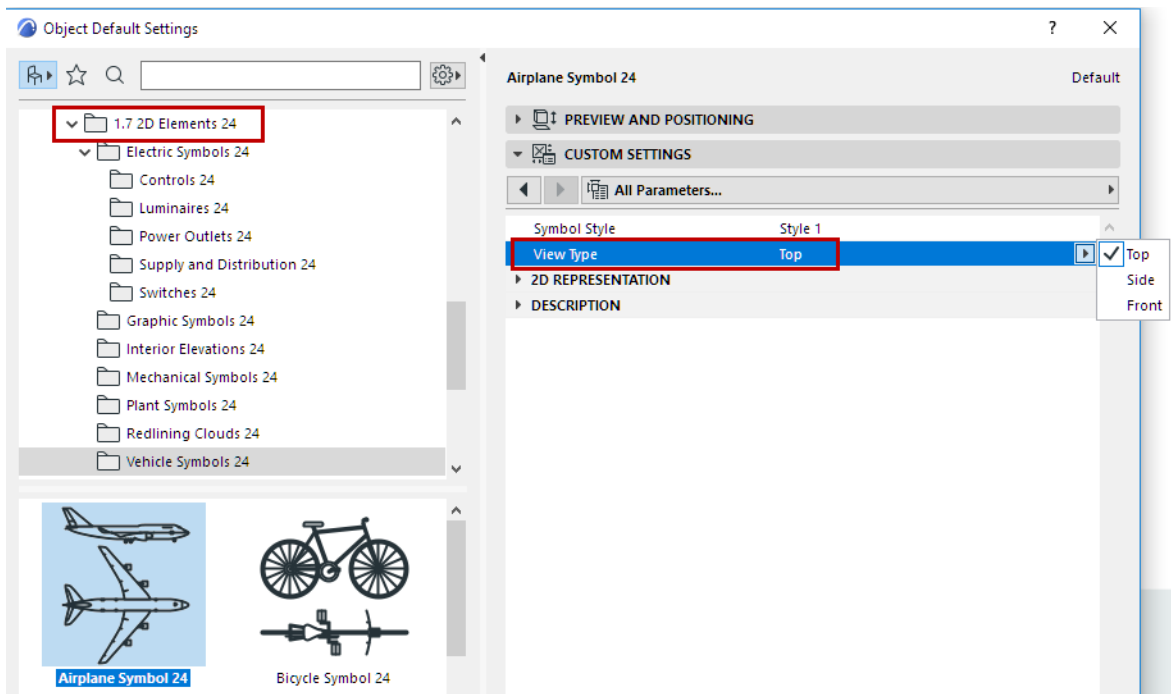 Object Default Settings
?
1.7 2D Elements 24
Electric Symbols 24
Controls 24
Luminaires 24
Power Outlets 24
Supply and Distribution 24
Switches 24
Graphic Symbols 24
Interior Elevations 24
Mechanical Symbols 24
Plant Symbols 24
Redlining Clouds 24
Vehicle Symbols 24
Airplane Symbol 24
Bicycle Symbol 24
Airplane Symbol 24 Default
PREVIEW AND POSITIONING
CUSTOM SETTINGS
All Parameters...
Symbol Style Style 1
View Type Top
2D REPRESENTATION
DESCRIPTION
Top
Side
Front